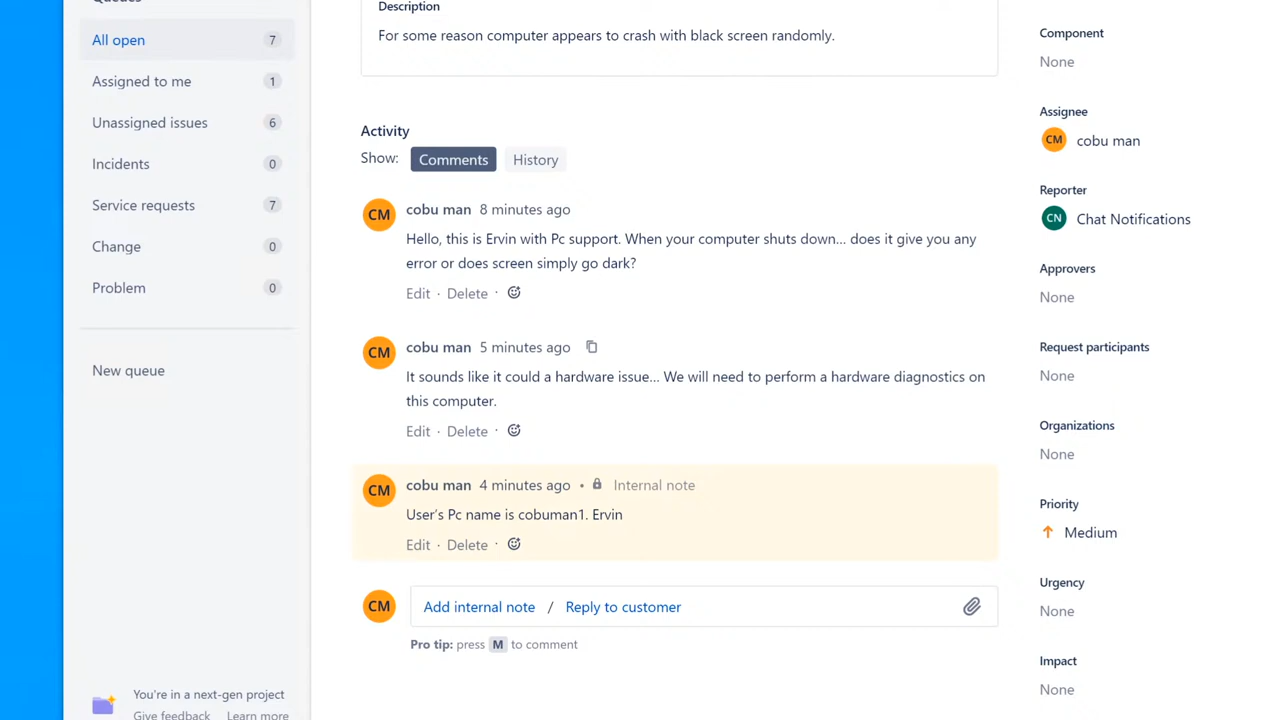 Queues
All open 7
Assigned to me 1
Unassigned issues 6
Incidents 0
Service requests 7
Change 0
Problem 0
New queue
You're in a next-gen project
Give feedback Learn more
Description
For some reason computer appears to crash with black screen randomly.
Activity
Show: Comments History
CM cobu man 8 minutes ago
Hello, this is Ervin with Pc support. When your computer shuts down... does it give you any
error or does screen simply go dark?
Edit · Delete ·
CM cobu man 5 minutes ago
It sounds like it could a hardware issue... We will need to perform a hardware diagnostics on
this computer.
Edit · Delete ·
CM cobu man 4 minutes ago • Internal note
User's Pc name is cobuman1. Ervin
Edit · Delete ·
CM Add internal note / Reply to customer
Pro tip: press M to comment
Component
None
Assignee
CM cobu man
Reporter
CN Chat Notifications
Approvers
None
Request participants
None
Organizations
None
Priority
Medium
Urgency
None
Impact
None